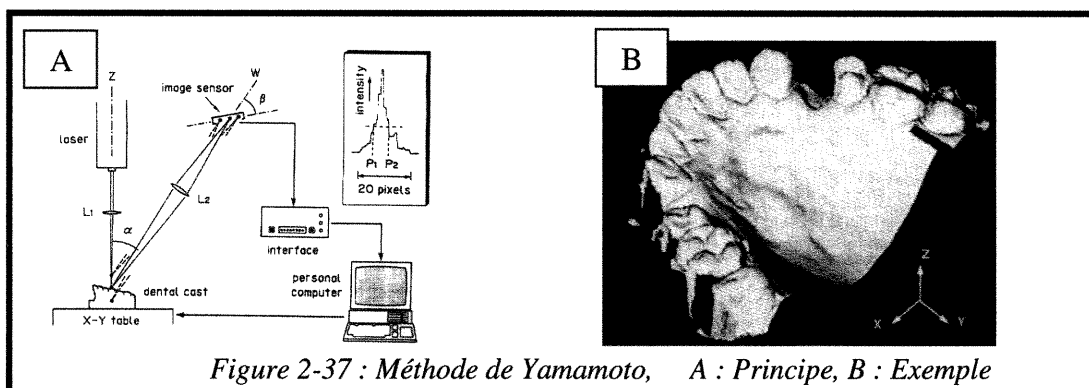 A
B
Z
W
image sensor
β
laser
intensity
P1 P2
20 pixels
L1
L2
α
interface
dental cast
personal
computer
X-Y table
Z
X
Y
Figure 2-37 : Méthode de Yamamoto, A : Principe, B : Exemple